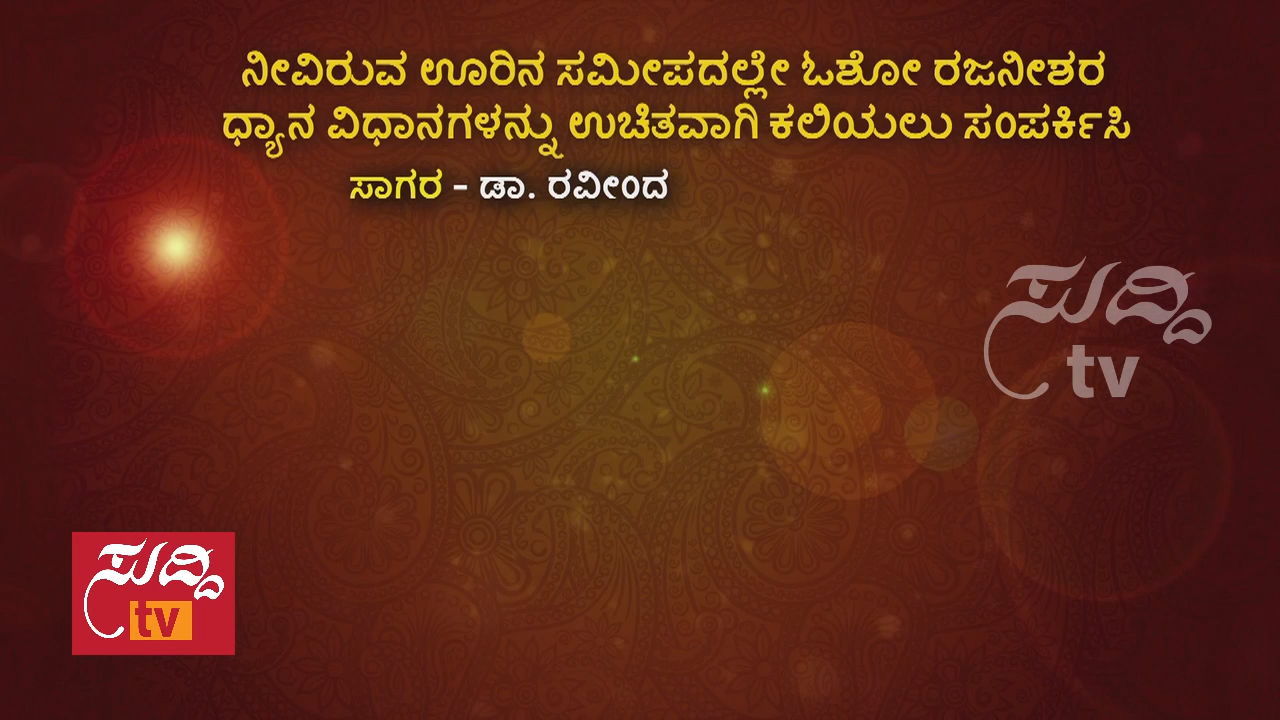 ನೀವಿರುವ ಊರಿನ ಸಮೀಪದಲ್ಲೇ ಓಶೋ ರಜನೀಶರ
ಧ್ಯಾನ ವಿಧಾನಗಳನ್ನು ಉಚಿತವಾಗಿ ಕಲಿಯಲು ಸಂಪರ್ಕಿಸಿ
ಸಾಗರ - ಡಾ. ರವೀಂದ
ಸುದ್ದಿ
tv
ಸುದ್ದಿ
tv